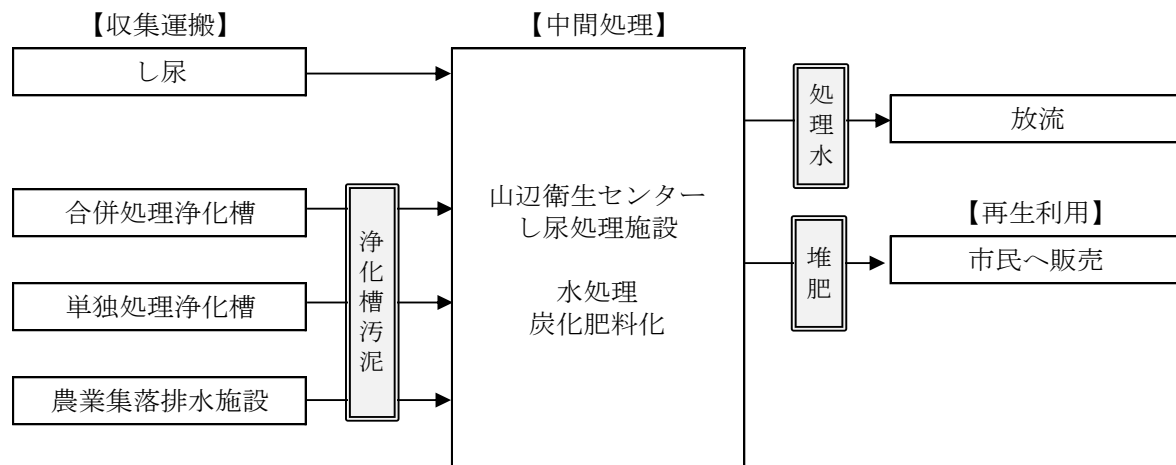 【収集運搬】
し尿
合併処理浄化槽
単独処理浄化槽
農業集落排水施設
浄化槽汚泥
【中間処理】
山辺衛生センター
し尿処理施設
水処理
炭化肥料化
処理水
放流
堆肥
【再生利用】
市民へ販売